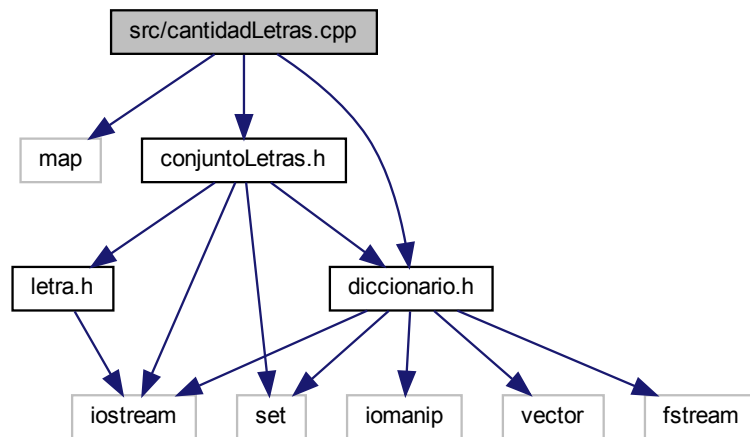 src/cantidadLetras.cpp
map
conjuntoLetras.h
letra.h
diccionario.h
iostream
set
iomanip
vector
fstream